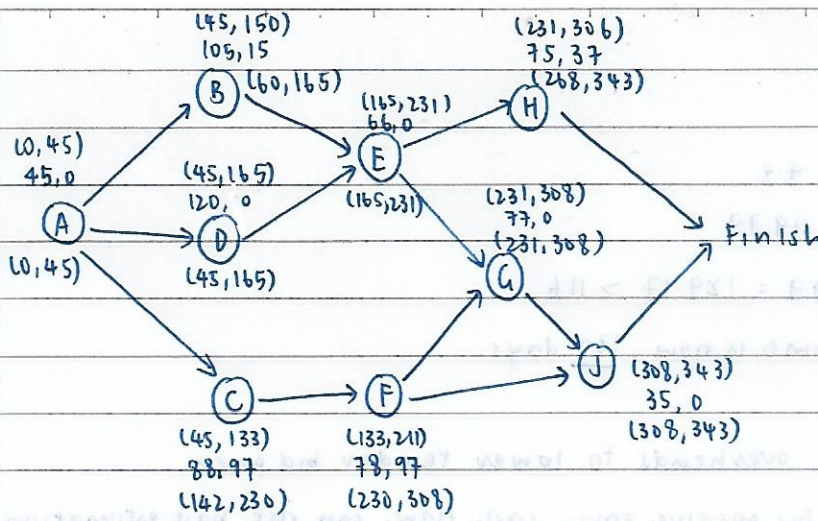 (45, 150)
105, 15
B
(60, 165)
(231, 306)
75, 37
H
(268, 343)
(165, 231)
66, 0
E
(165, 231)
(0, 45)
45, 0
A
(0, 45)
(45, 165)
120, 0
D
(45, 165)
(231, 308)
77, 0
(231, 308)
G
Finish
C
(45, 133)
88, 97
(142, 230)
F
(133, 211)
78, 97
(230, 308)
J
(308, 343)
35, 0
(308, 343)